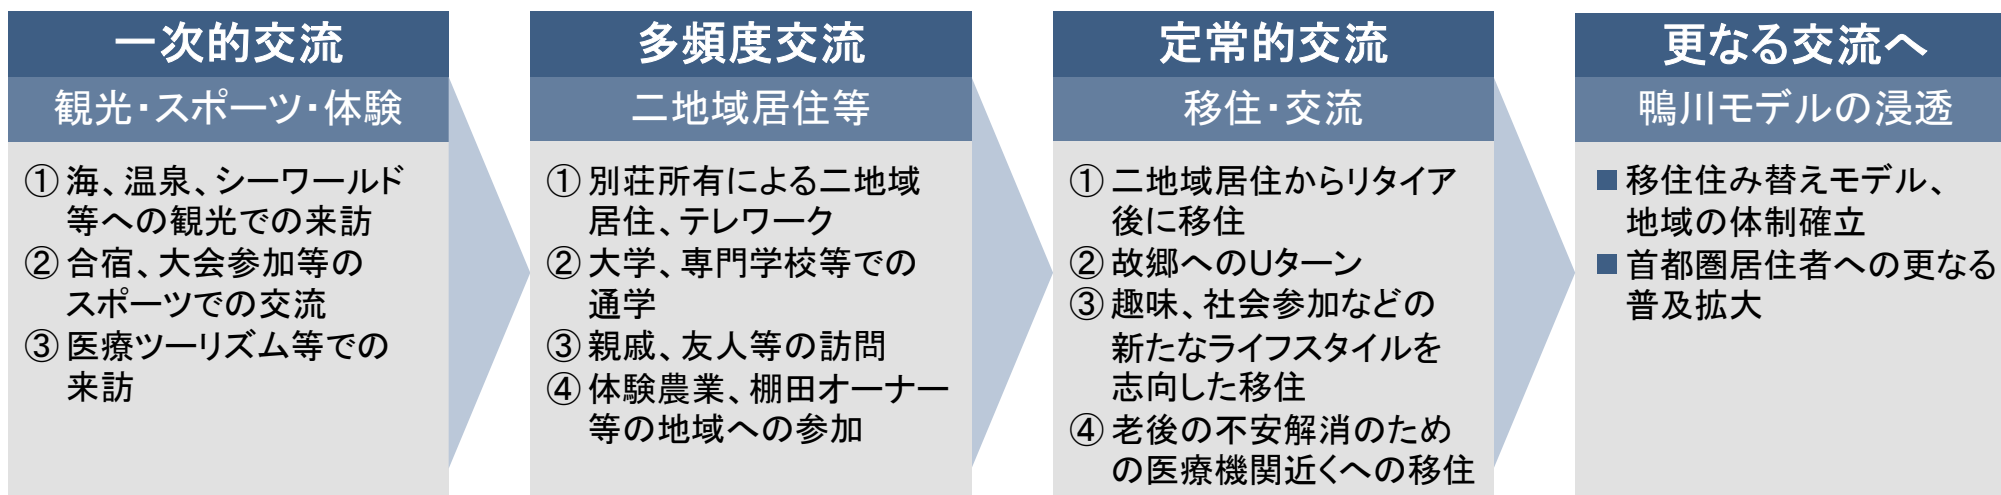 一次的交流
観光・スポーツ・体験
① 海、温泉、シーワールド
等への観光での来訪
② 合宿、大会参加等の
スポーツでの交流
③ 医療ツーリズム等での
来訪
多頻度交流
二地域居住等
① 別荘所有による二地域
居住、テレワーク
② 大学、専門学校等での
通学
③ 親戚、友人等の訪問
④ 体験農業、棚田オーナー
等の地域への参加
定常的交流
移住・交流
① 二地域居住からリタイア
後に移住
② 故郷へのUターン
③ 趣味、社会参加などの
新たなライフスタイルを
志向した移住
④ 老後の不安解消のため
の医療機関近くへの移住
更なる交流へ
鴨川モデルの浸透
■ 移住住み替えモデル、
地域の体制確立
■ 首都圏居住者への更なる
普及拡大